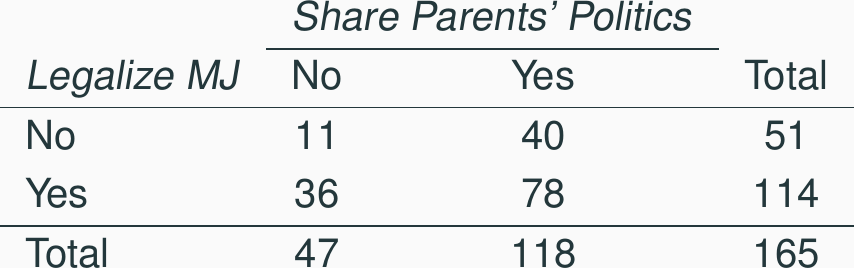 Share Parents' Politics
Legalize MJ No Yes Total
No 11 40 51
Yes 36 78 114
Total 47 118 165